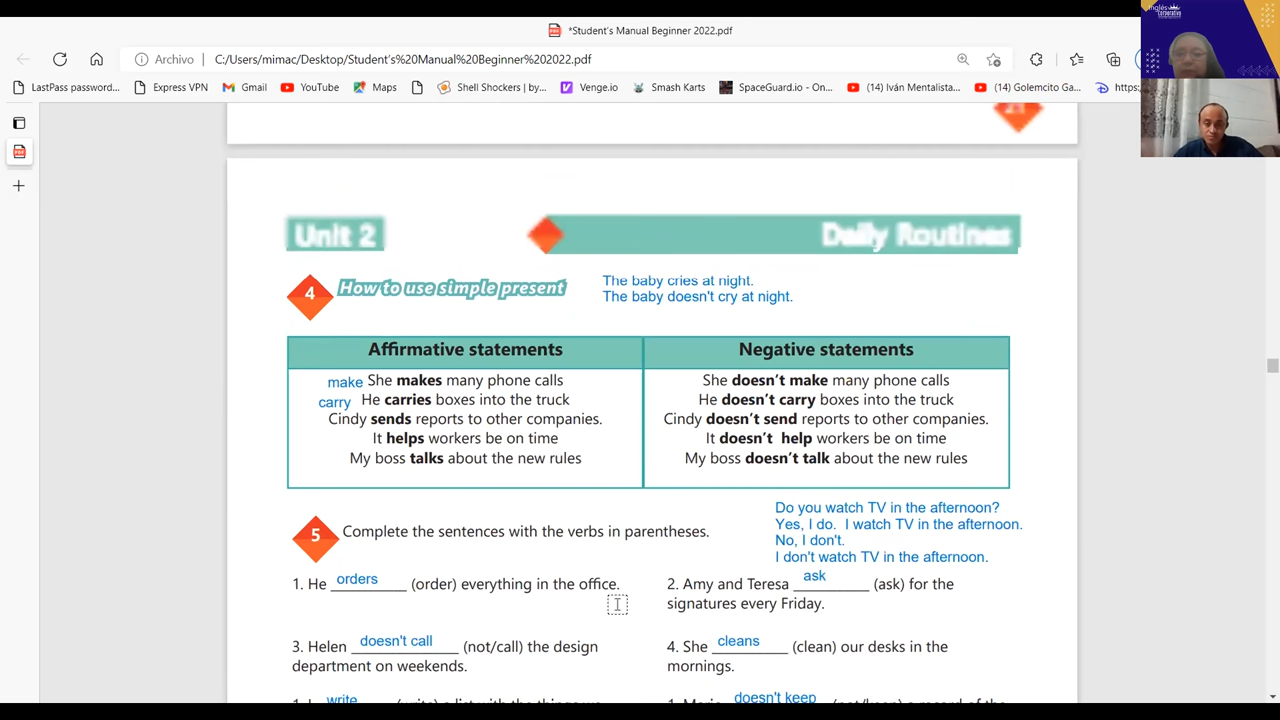 *Student's Manual Beginner 2022.pdf
Archivo C:/Users/mimac/Desktop/Student's%20Manual%20Beginner%202022.pdf
LastPass password... Express VPN Gmail YouTube Maps Shell Shockers | by... Venge.io Smash Karts SpaceGuard.io - On... (14) Iván Mentalista... (14) Golemcito Ga... https:
Inglés
Corporativo
21
Unit 2 Daily Routines
4 How to use simple present
The baby cries at night.
The baby doesn't cry at night.
Affirmative statements Negative statements
make She makes many phone calls She doesn't make many phone calls
carry He carries boxes into the truck He doesn't carry boxes into the truck
Cindy sends reports to other companies. Cindy doesn't send reports to other companies.
It helps workers be on time It doesn't help workers be on time
My boss talks about the new rules My boss doesn't talk about the new rules
Do you watch TV in the afternoon?
Yes, I do. I watch TV in the afternoon.
No, I don't.
I don't watch TV in the afternoon.
5 Complete the sentences with the verbs in parentheses.
1. He orders (order) everything in the office.
2. Amy and Teresa ask (ask) for the
signatures every Friday.
3. Helen doesn't call (not/call) the design
department on weekends.
4. She cleans (clean) our desks in the
mornings.
write
doesn't keep